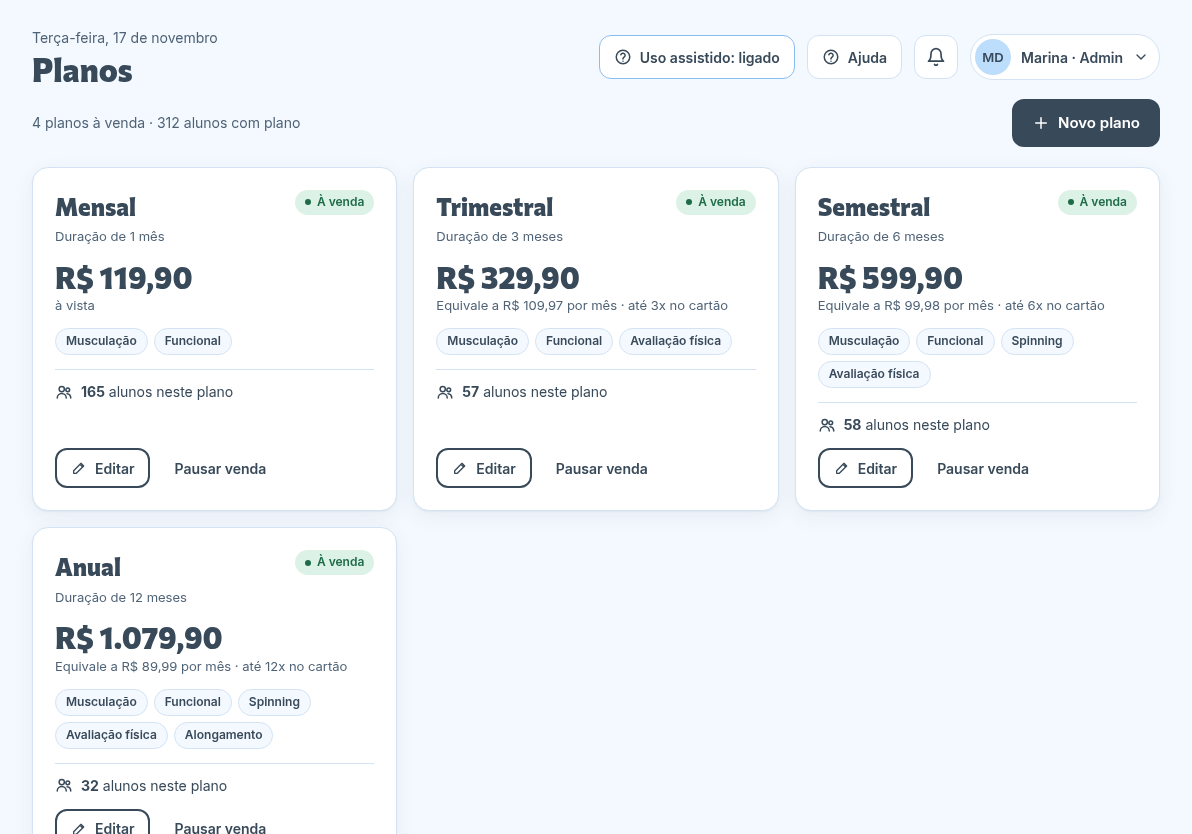 Terça-feira, 17 de novembro
Planos
Uso assistido: ligado
Ajuda
MD
Marina · Admin
4 planos à venda · 312 alunos com plano
Novo plano
Mensal
À venda
Duração de 1 mês
R$ 119,90
à vista
Musculação
Funcional
165 alunos neste plano
Editar
Pausar venda
Trimestral
À venda
Duração de 3 meses
R$ 329,90
Equivale a R$ 109,97 por mês · até 3x no cartão
Musculação
Funcional
Avaliação física
57 alunos neste plano
Editar
Pausar venda
Semestral
À venda
Duração de 6 meses
R$ 599,90
Equivale a R$ 99,98 por mês · até 6x no cartão
Musculação
Funcional
Spinning
Avaliação física
58 alunos neste plano
Editar
Pausar venda
Anual
À venda
Duração de 12 meses
R$ 1.079,90
Equivale a R$ 89,99 por mês · até 12x no cartão
Musculação
Funcional
Spinning
Avaliação física
Alongamento
32 alunos neste plano
Editar
Pausar venda